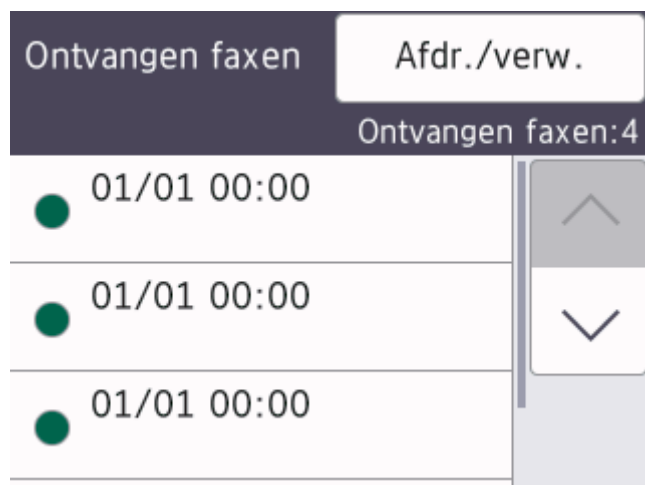 Ontvangen faxen
Afdr./verw.
Ontvangen faxen:4
01/01 00:00
01/01 00:00
01/01 00:00